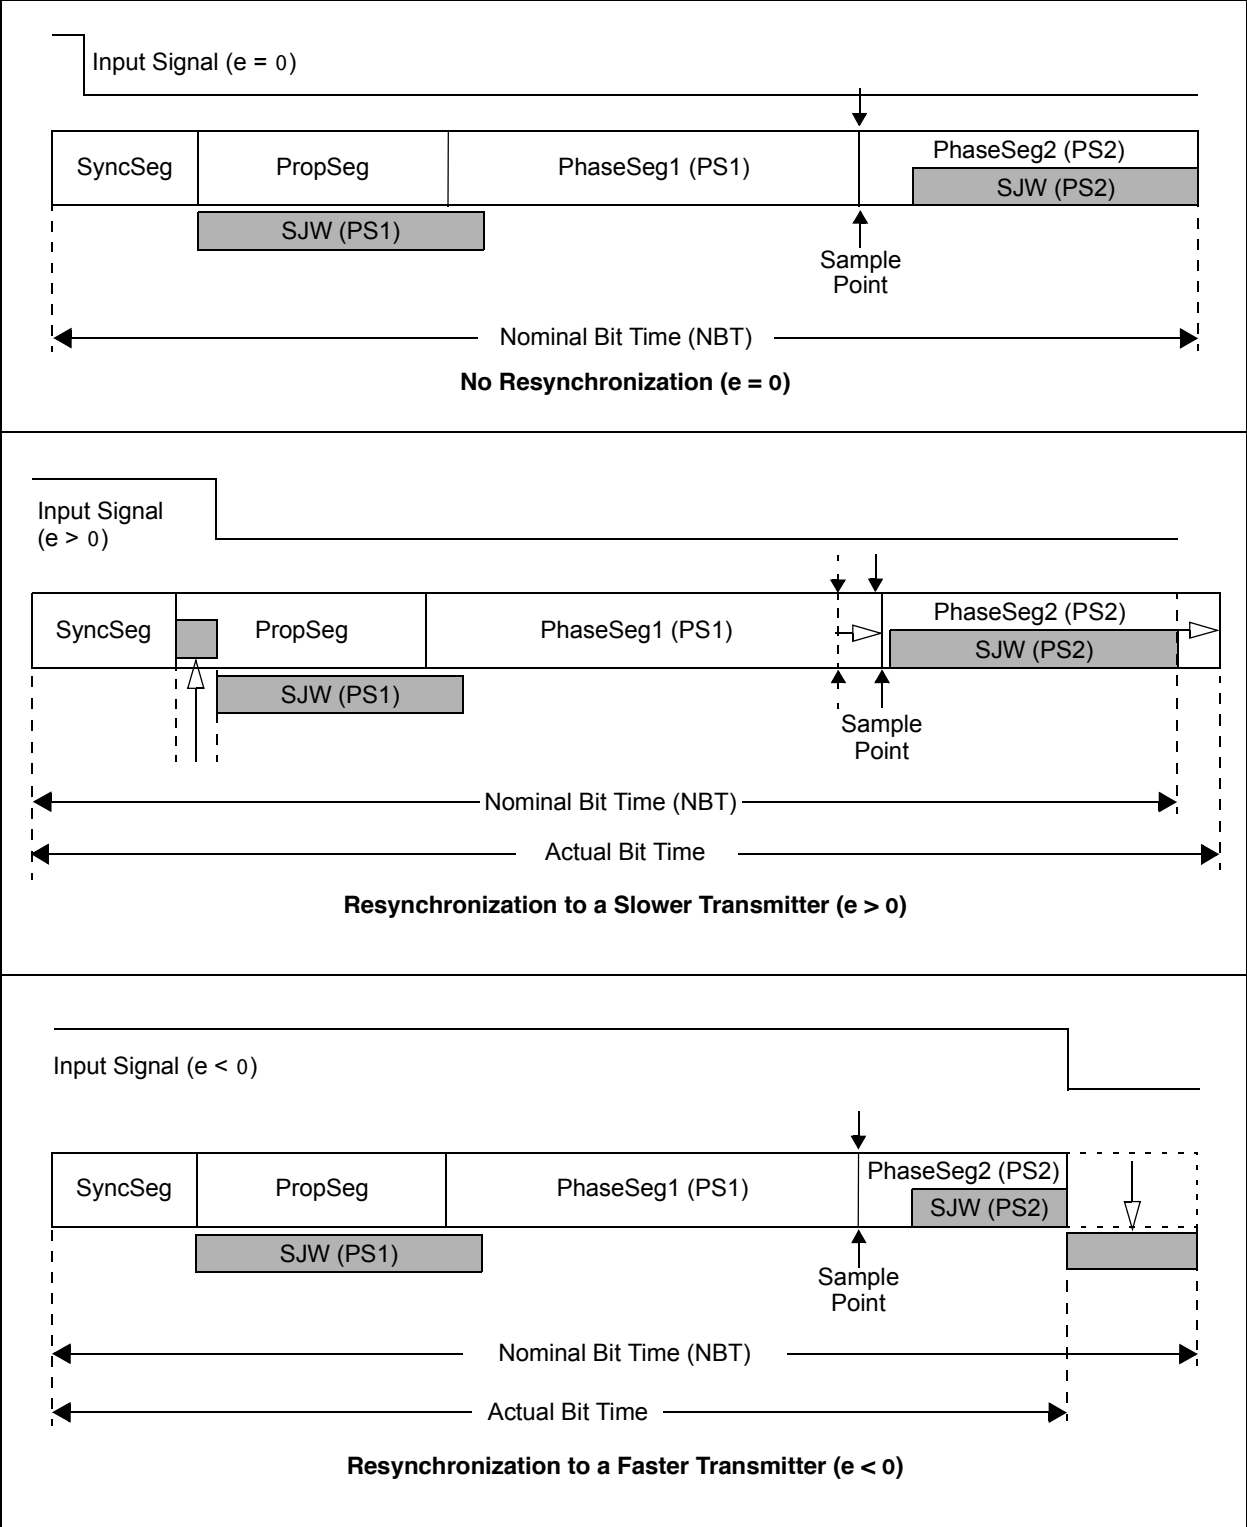 Input Signal (e = 0)
SyncSeg
PropSeg
PhaseSeg1 (PS1)
PhaseSeg2 (PS2)
SJW (PS2)
SJW (PS1)
Sample
Point
Nominal Bit Time (NBT)
No Resynchronization (e = 0)
Input Signal
(e > 0)
SyncSeg
PropSeg
PhaseSeg1 (PS1)
PhaseSeg2 (PS2)
SJW (PS2)
SJW (PS1)
Sample
Point
Nominal Bit Time (NBT)
Actual Bit Time
Resynchronization to a Slower Transmitter (e > 0)
Input Signal (e < 0)
SyncSeg
PropSeg
PhaseSeg1 (PS1)
PhaseSeg2 (PS2)
SJW (PS2)
SJW (PS1)
Sample
Point
Nominal Bit Time (NBT)
Actual Bit Time
Resynchronization to a Faster Transmitter (e < 0)